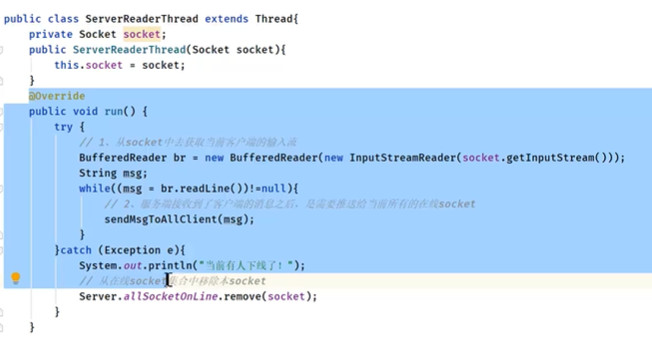 public class ServerReaderThread extends Thread{
    private Socket socket;
    public ServerReaderThread(Socket socket){
        this.socket = socket;
    }
    @Override
    public void run() {
        try {
            // 1、从socket中去获取当前客户端的输入流
            BufferedReader br = new BufferedReader(new InputStreamReader(socket.getInputStream()));
            String msg;
            while((msg = br.readLine())!=null){
                // 2、服务端接收到了客户端的消息之后，是需要推送给当前所有的在线socket
                sendMsgToAllClient(msg);
            }
        }catch (Exception e){
            System.out.println("当前有人下线了！");
            // 从在线socket集合中移除本socket
            Server.allSocketOnLine.remove(socket);
        }
    }